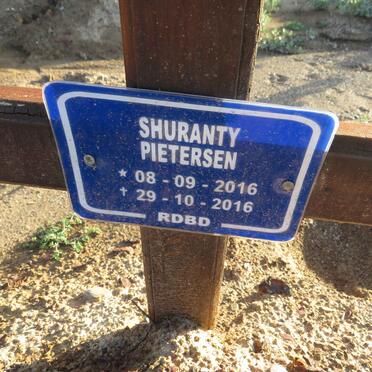 SHURANTY
PIETERSEN
* 08 - 09 - 2016
† 29 - 10 - 2016
RDBD